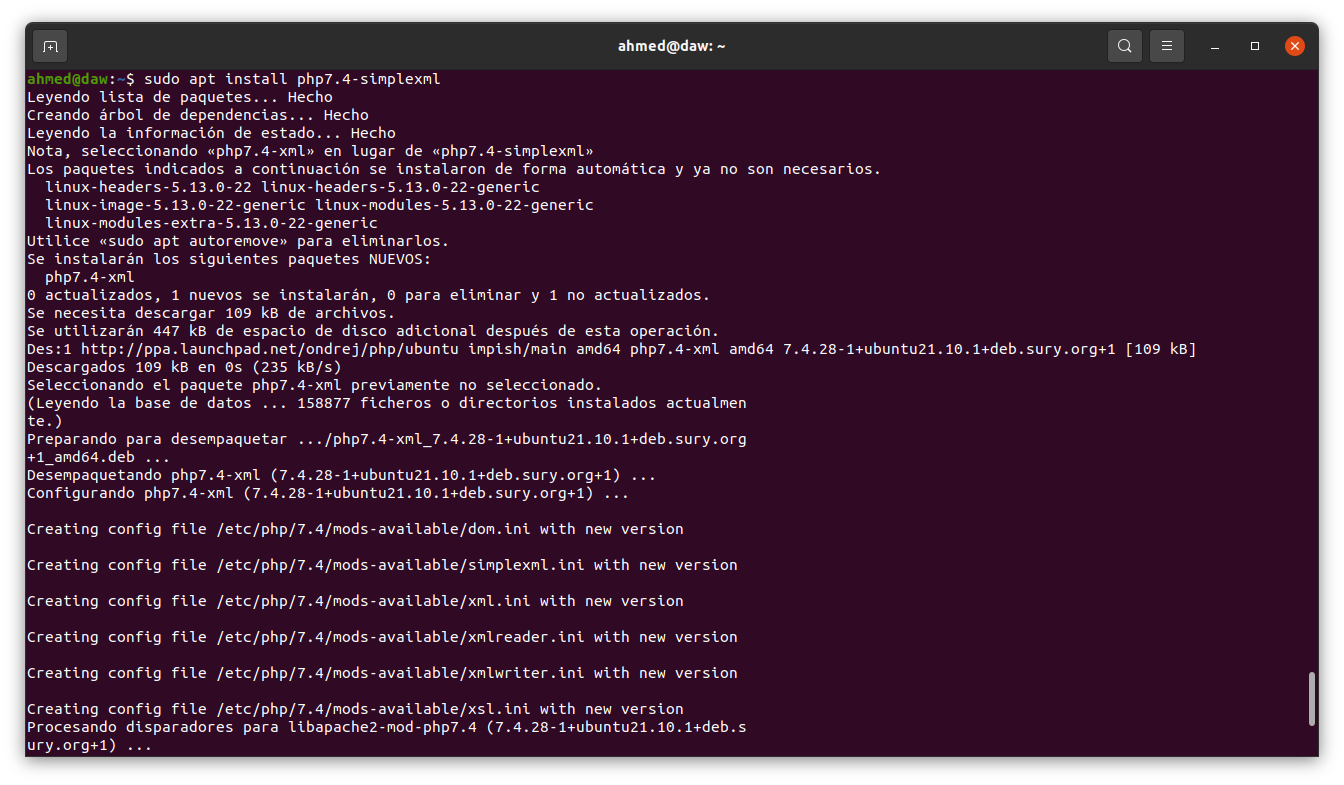 ahmed@daw: ~
ahmed@daw:~$ sudo apt install php7.4-simplexml
Leyendo lista de paquetes... Hecho
Creando árbol de dependencias... Hecho
Leyendo la información de estado... Hecho
Nota, seleccionando «php7.4-xml» en lugar de «php7.4-simplexml»
Los paquetes indicados a continuación se instalaron de forma automática y ya no son necesarios.
  linux-headers-5.13.0-22 linux-headers-5.13.0-22-generic
  linux-image-5.13.0-22-generic linux-modules-5.13.0-22-generic
  linux-modules-extra-5.13.0-22-generic
Utilice «sudo apt autoremove» para eliminarlos.
Se instalarán los siguientes paquetes NUEVOS:
  php7.4-xml
0 actualizados, 1 nuevos se instalarán, 0 para eliminar y 1 no actualizados.
Se necesita descargar 109 kB de archivos.
Se utilizarán 447 kB de espacio de disco adicional después de esta operación.
Des:1 http://ppa.launchpad.net/ondrej/php/ubuntu impish/main amd64 php7.4-xml amd64 7.4.28-1+ubuntu21.10.1+deb.sury.org+1 [109 kB]
Descargados 109 kB en 0s (235 kB/s)
Seleccionando el paquete php7.4-xml previamente no seleccionado.
(Leyendo la base de datos ... 158877 ficheros o directorios instalados actualmen
te.)
Preparando para desempaquetar .../php7.4-xml_7.4.28-1+ubuntu21.10.1+deb.sury.org
+1_amd64.deb ...
Desempaquetando php7.4-xml (7.4.28-1+ubuntu21.10.1+deb.sury.org+1) ...
Configurando php7.4-xml (7.4.28-1+ubuntu21.10.1+deb.sury.org+1) ...

Creating config file /etc/php/7.4/mods-available/dom.ini with new version

Creating config file /etc/php/7.4/mods-available/simplexml.ini with new version

Creating config file /etc/php/7.4/mods-available/xml.ini with new version

Creating config file /etc/php/7.4/mods-available/xmlreader.ini with new version

Creating config file /etc/php/7.4/mods-available/xmlwriter.ini with new version

Creating config file /etc/php/7.4/mods-available/xsl.ini with new version
Procesando disparadores para libapache2-mod-php7.4 (7.4.28-1+ubuntu21.10.1+deb.s
ury.org+1) ...